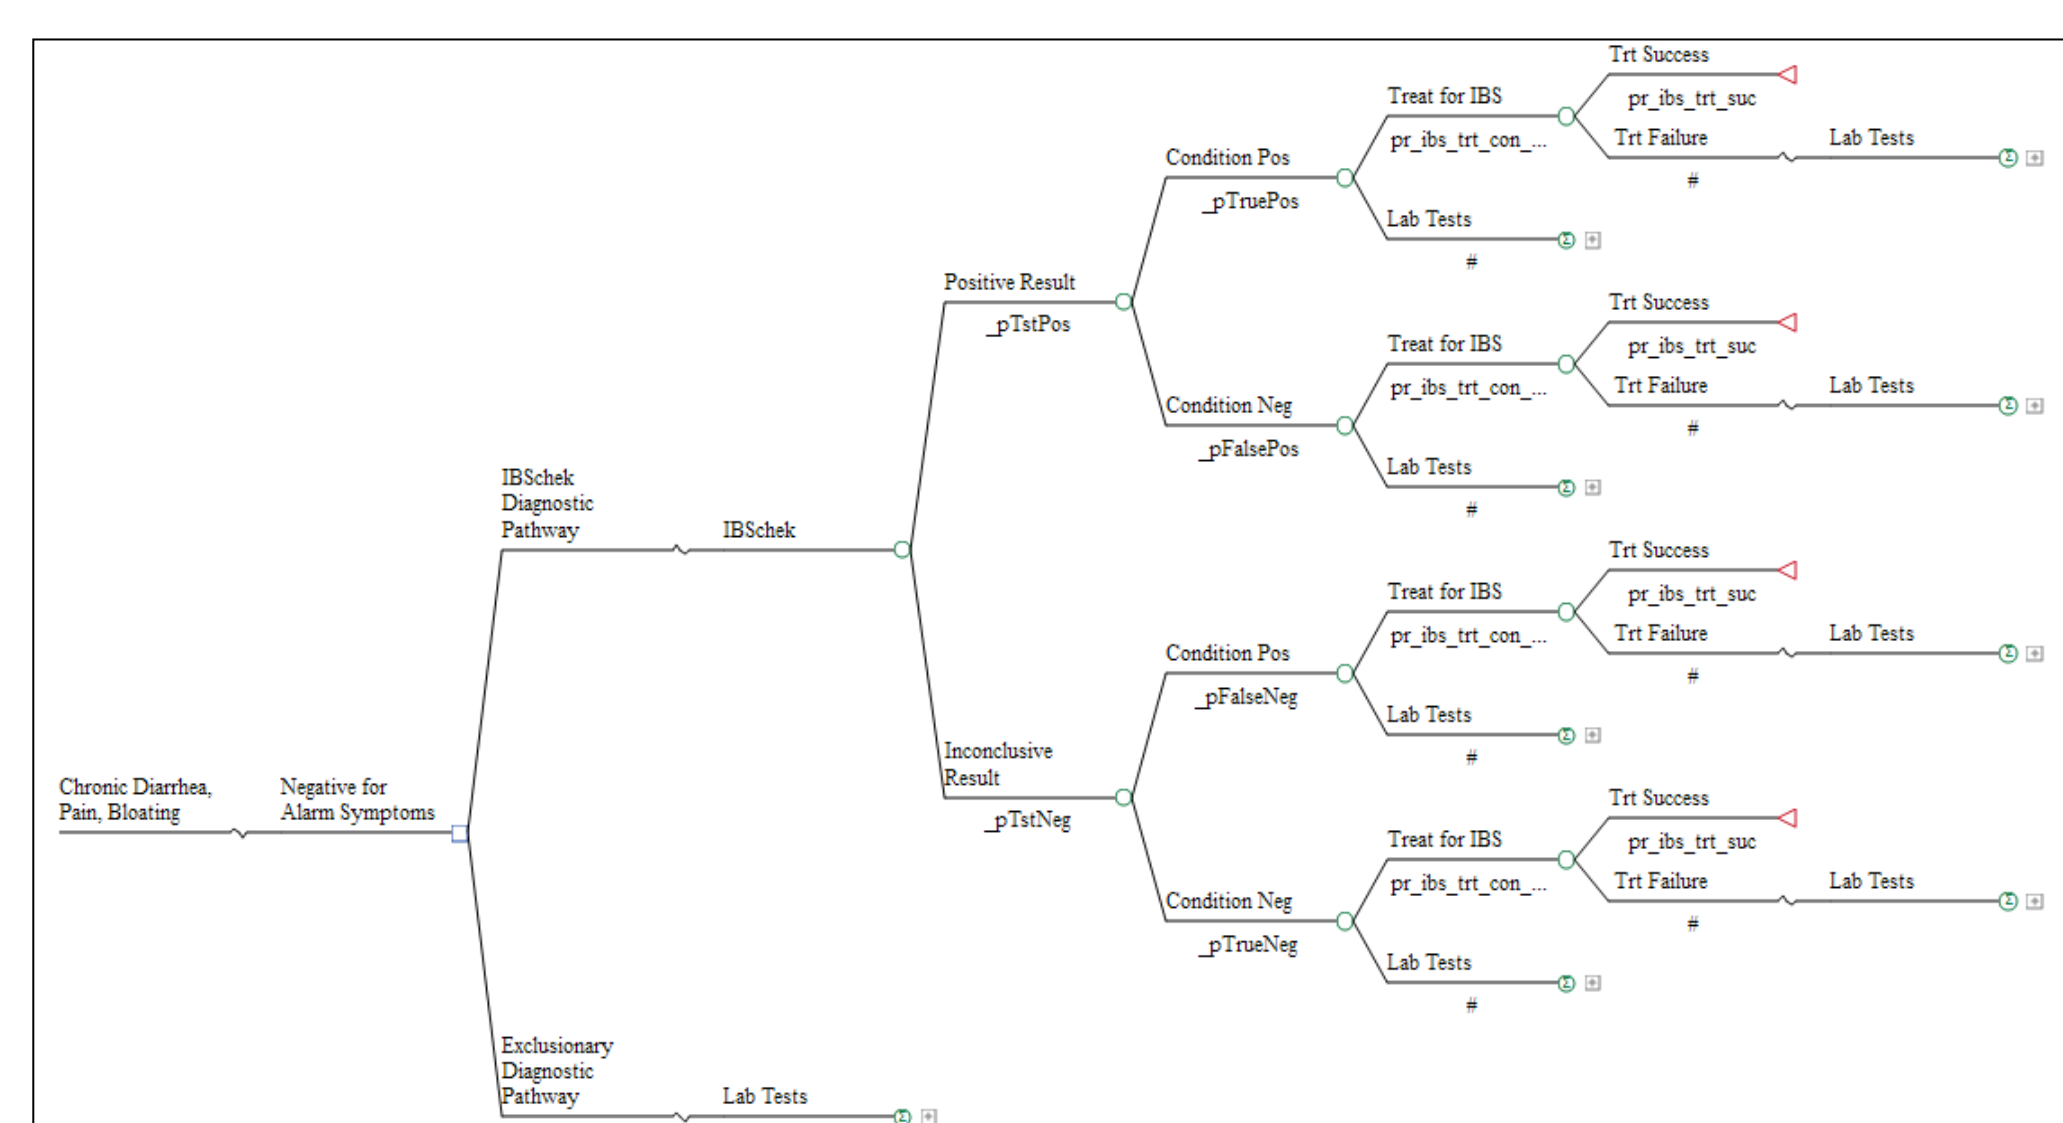 Chronic Diarrhea,
Pain, Bloating
Negative for
Alarm Symptoms
IBSchek
Diagnostic
Pathway
IBSchek
Positive Result
_pTstPos
Condition Pos
_pTruePos
Treat for IBS
pr_ibs_trt_con_...
Trt Success
pr_ibs_trt_suc
Trt Failure
#
Lab Tests
Σ
Lab Tests
#
Σ
Condition Neg
_pFalsePos
Treat for IBS
pr_ibs_trt_con_...
Trt Success
pr_ibs_trt_suc
Trt Failure
#
Lab Tests
Σ
Lab Tests
#
Σ
Inconclusive
Result
_pTstNeg
Condition Pos
_pFalseNeg
Treat for IBS
pr_ibs_trt_con_...
Trt Success
pr_ibs_trt_suc
Trt Failure
#
Lab Tests
Σ
Lab Tests
#
Σ
Condition Neg
_pTrueNeg
Treat for IBS
pr_ibs_trt_con_...
Trt Success
pr_ibs_trt_suc
Trt Failure
#
Lab Tests
Σ
Lab Tests
#
Σ
Exclusionary
Diagnostic
Pathway
Lab Tests
Σ